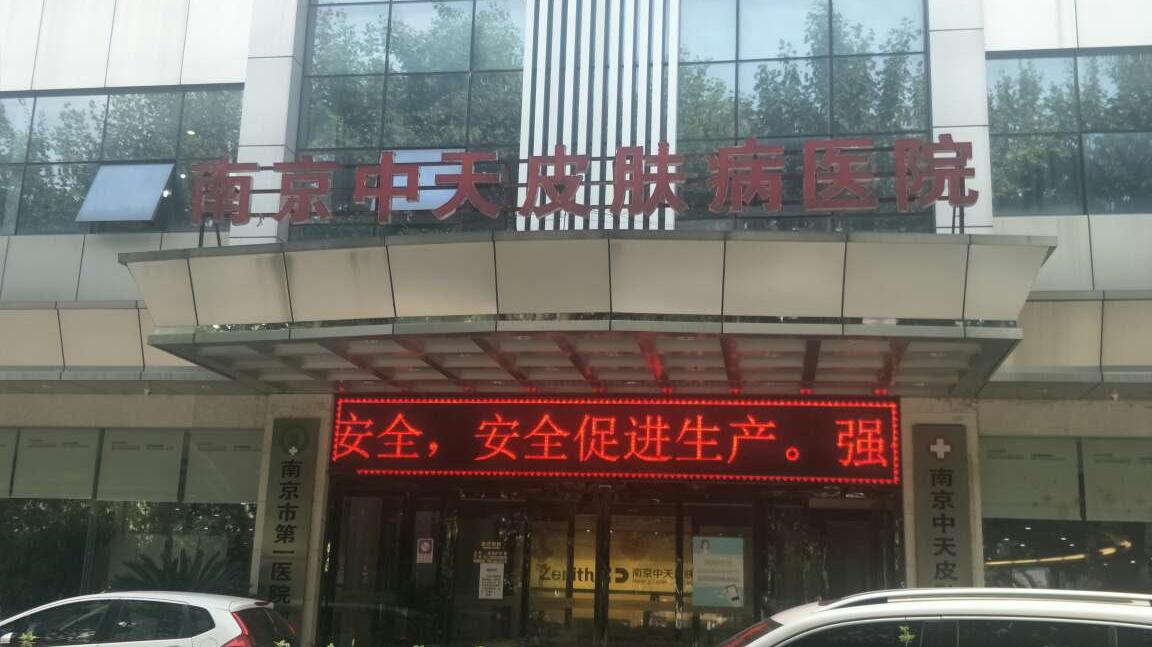 南京中天皮肤病医院
安全，安全促进生产。强
南京市第一医院
南京中天皮
Zenith 南京中天